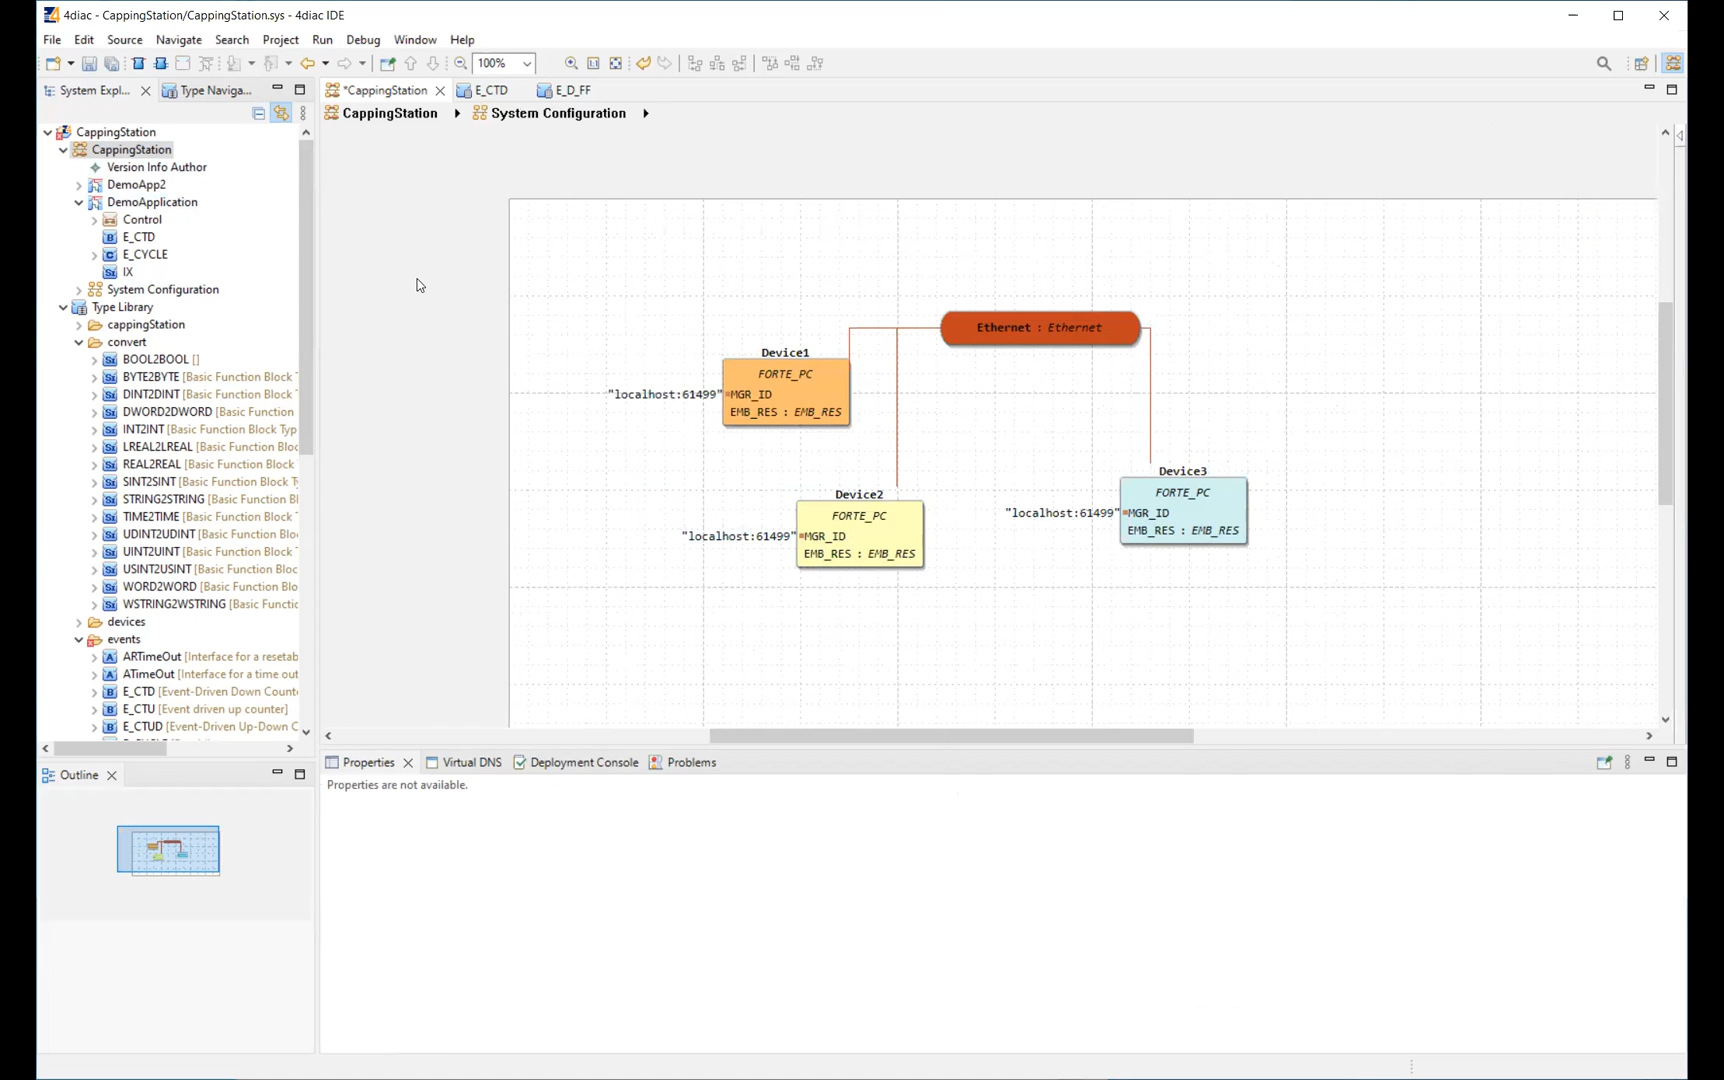 4diac - CappingStation/CappingStation.sys - 4diac IDE
File Edit Source Navigate Search Project Run Debug Window Help
100%
System Expl... Type Naviga...
*CappingStation E_CTD E_D_FF
CappingStation System Configuration
CappingStation
CappingStation
Version Info Author
DemoApp2
DemoApplication
Control
E_CTD
E_CYCLE
IX
System Configuration
Type Library
cappingStation
convert
BOOL2BOOL []
BYTE2BYTE [Basic Function Block T
DINT2DINT [Basic Function Block T
DWORD2DWORD [Basic Function
INT2INT [Basic Function Block Typ
LREAL2LREAL [Basic Function Bloc
REAL2REAL [Basic Function Block
SINT2SINT [Basic Function Block Ty
STRING2STRING [Basic Function Bl
TIME2TIME [Basic Function Block T
UDINT2UDINT [Basic Function Blo
UINT2UINT [Basic Function Block T
USINT2USINT [Basic Function Bloc
WORD2WORD [Basic Function Blo
WSTRING2WSTRING [Basic Functic
devices
events
ARTimeOut [Interface for a resetab
ATimeOut [Interface for a time out
E_CTD [Event-Driven Down Counte
E_CTU [Event driven up counter]
E_CTUD [Event-Driven Up-Down C
Ethernet : Ethernet
Device1
FORTE_PC
"localhost:61499" MGR_ID
EMB_RES : EMB_RES
Device2
FORTE_PC
"localhost:61499" MGR_ID
EMB_RES : EMB_RES
Device3
FORTE_PC
"localhost:61499" MGR_ID
EMB_RES : EMB_RES
Outline
Properties Virtual DNS Deployment Console Problems
Properties are not available.